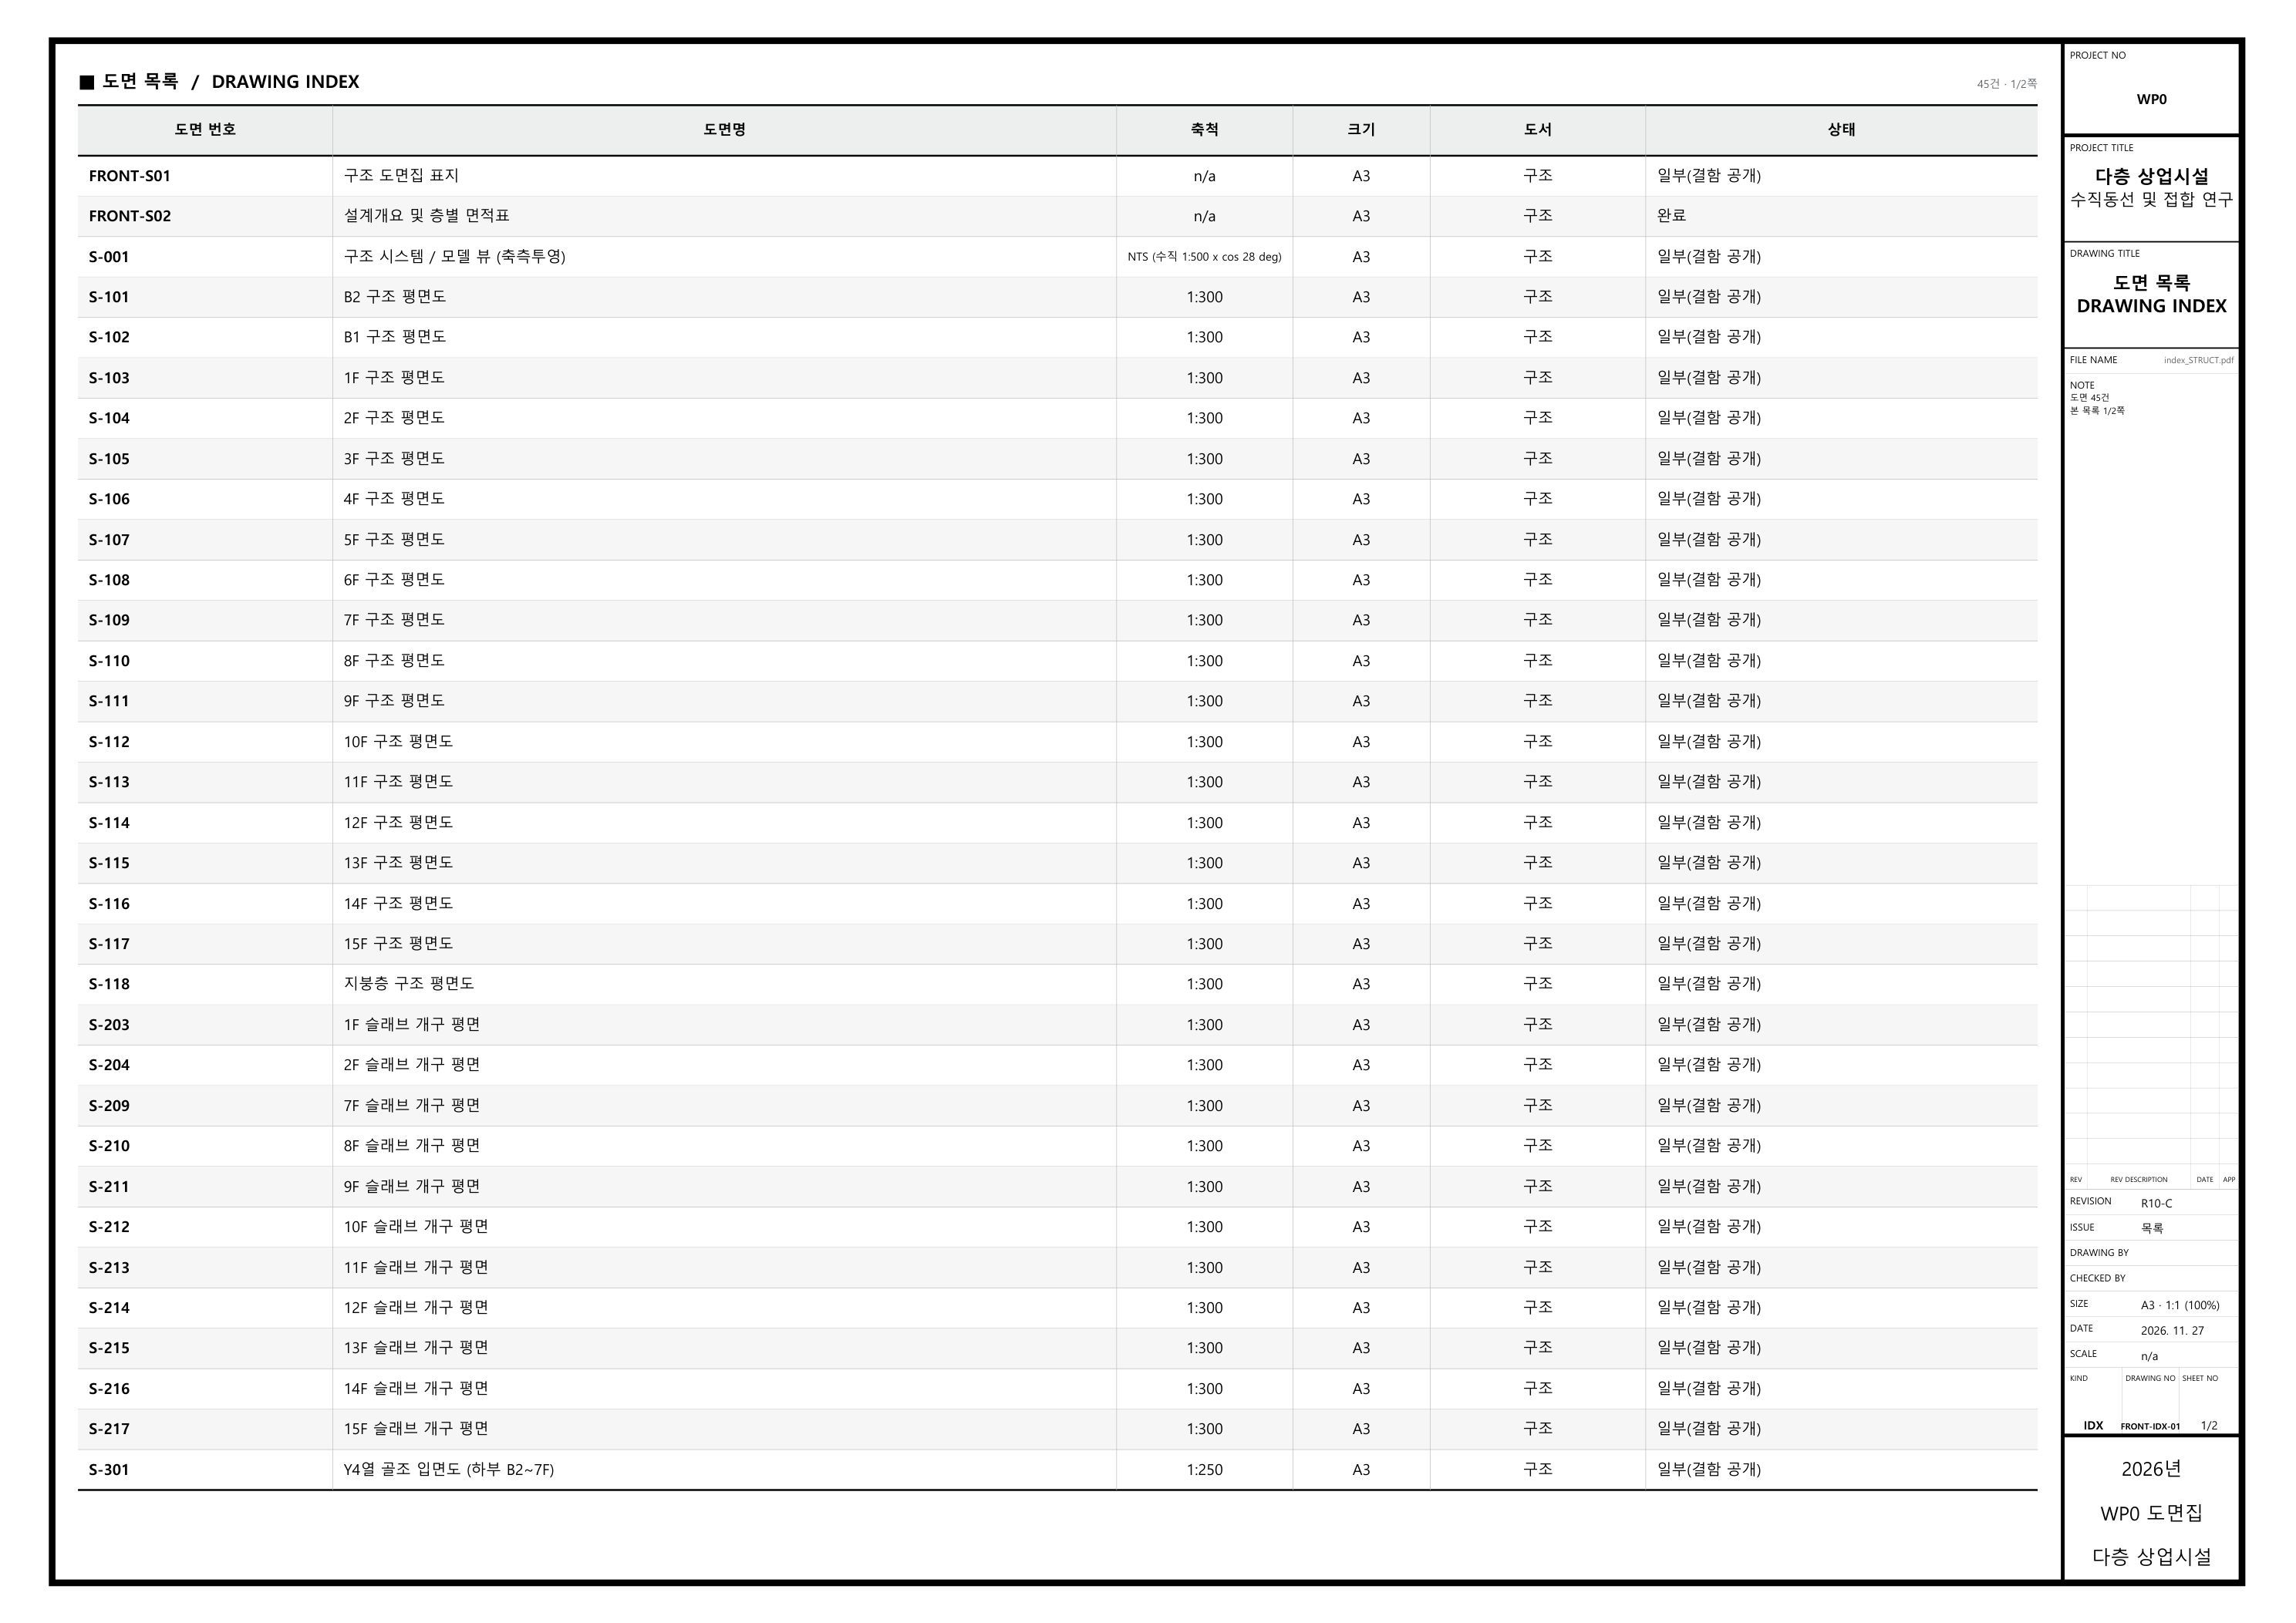 ■ 도면 목록 / DRAWING INDEX
45건 · 1/2쪽
도면 번호 도면명 축척 크기 도서 상태
FRONT-S01 구조 도면집 표지 n/a A3 구조 일부(결함 공개)
FRONT-S02 설계개요 및 층별 면적표 n/a A3 구조 완료
S-001 구조 시스템 / 모델 뷰 (축측투영) NTS (수직 1:500 x cos 28 deg) A3 구조 일부(결함 공개)
S-101 B2 구조 평면도 1:300 A3 구조 일부(결함 공개)
S-102 B1 구조 평면도 1:300 A3 구조 일부(결함 공개)
S-103 1F 구조 평면도 1:300 A3 구조 일부(결함 공개)
S-104 2F 구조 평면도 1:300 A3 구조 일부(결함 공개)
S-105 3F 구조 평면도 1:300 A3 구조 일부(결함 공개)
S-106 4F 구조 평면도 1:300 A3 구조 일부(결함 공개)
S-107 5F 구조 평면도 1:300 A3 구조 일부(결함 공개)
S-108 6F 구조 평면도 1:300 A3 구조 일부(결함 공개)
S-109 7F 구조 평면도 1:300 A3 구조 일부(결함 공개)
S-110 8F 구조 평면도 1:300 A3 구조 일부(결함 공개)
S-111 9F 구조 평면도 1:300 A3 구조 일부(결함 공개)
S-112 10F 구조 평면도 1:300 A3 구조 일부(결함 공개)
S-113 11F 구조 평면도 1:300 A3 구조 일부(결함 공개)
S-114 12F 구조 평면도 1:300 A3 구조 일부(결함 공개)
S-115 13F 구조 평면도 1:300 A3 구조 일부(결함 공개)
S-116 14F 구조 평면도 1:300 A3 구조 일부(결함 공개)
S-117 15F 구조 평면도 1:300 A3 구조 일부(결함 공개)
S-118 지붕층 구조 평면도 1:300 A3 구조 일부(결함 공개)
S-203 1F 슬래브 개구 평면 1:300 A3 구조 일부(결함 공개)
S-204 2F 슬래브 개구 평면 1:300 A3 구조 일부(결함 공개)
S-209 7F 슬래브 개구 평면 1:300 A3 구조 일부(결함 공개)
S-210 8F 슬래브 개구 평면 1:300 A3 구조 일부(결함 공개)
S-211 9F 슬래브 개구 평면 1:300 A3 구조 일부(결함 공개)
S-212 10F 슬래브 개구 평면 1:300 A3 구조 일부(결함 공개)
S-213 11F 슬래브 개구 평면 1:300 A3 구조 일부(결함 공개)
S-214 12F 슬래브 개구 평면 1:300 A3 구조 일부(결함 공개)
S-215 13F 슬래브 개구 평면 1:300 A3 구조 일부(결함 공개)
S-216 14F 슬래브 개구 평면 1:300 A3 구조 일부(결함 공개)
S-217 15F 슬래브 개구 평면 1:300 A3 구조 일부(결함 공개)
S-301 Y4열 골조 입면도 (하부 B2~7F) 1:250 A3 구조 일부(결함 공개)
PROJECT NO
WP0
PROJECT TITLE
다층 상업시설
수직동선 및 접합 연구
DRAWING TITLE
도면 목록
DRAWING INDEX
FILE NAME index_STRUCT.pdf
NOTE
도면 45건
본 목록 1/2쪽
REV REV DESCRIPTION DATE APP
REVISION R10-C
ISSUE 목록
DRAWING BY
CHECKED BY
SIZE A3 · 1:1 (100%)
DATE 2026. 11. 27
SCALE n/a
KIND DRAWING NO SHEET NO
IDX FRONT-IDX-01 1/2
2026년
WP0 도면집
다층 상업시설